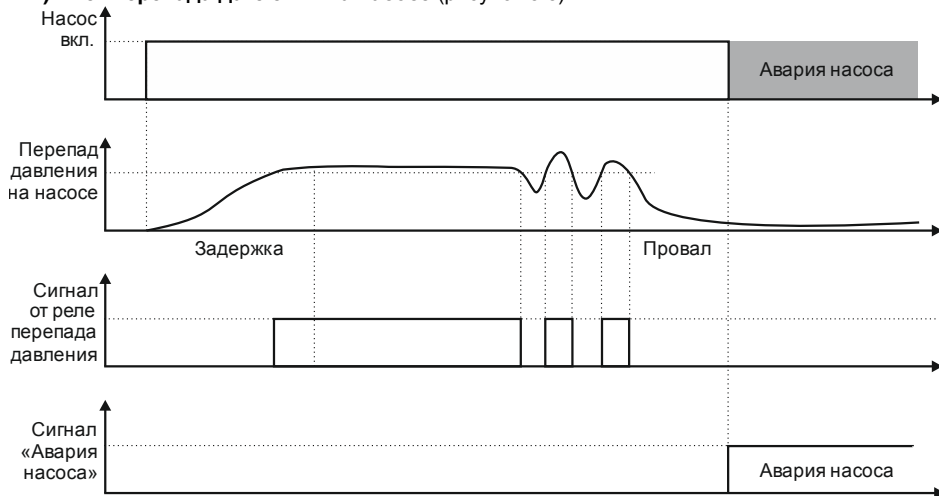 Насос
вкл.
Авария насоса
Перепад
давления
на насосе
Задержка
Провал
Сигнал
от реле
перепада
давления
Сигнал
«Авария
насоса»
Авария насоса